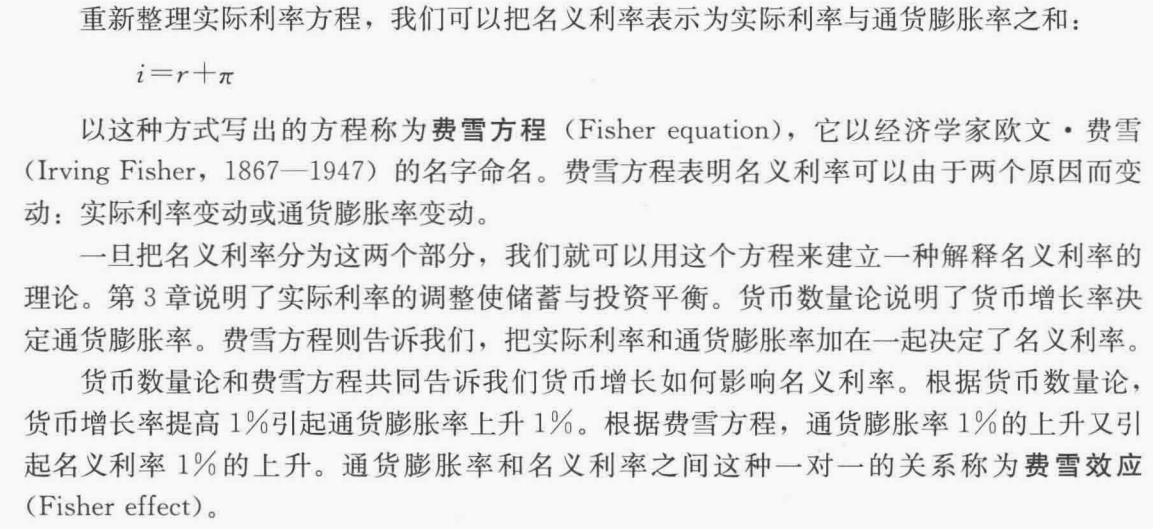 重新整理实际利率方程，我们可以把名义利率表示为实际利率与通货膨胀率之和：
i=r+π
以这种方式写出的方程称为费雪方程（Fisher equation），它以经济学家欧文·费雪
（Irving Fisher，1867—1947）的名字命名。费雪方程表明名义利率可以由于两个原因而变
动：实际利率变动或通货膨胀率变动。
一旦把名义利率分为这两个部分，我们就可以用这个方程来建立一种解释名义利率的
理论。第 3 章说明了实际利率的调整使储蓄与投资平衡。货币数量论说明了货币增长率决
定通货膨胀率。费雪方程则告诉我们，把实际利率和通货膨胀率加在一起决定了名义利率。
货币数量论和费雪方程共同告诉我们货币增长如何影响名义利率。根据货币数量论，
货币增长率提高 1%引起通货膨胀率上升 1%。根据费雪方程，通货膨胀率 1%的上升又引
起名义利率 1%的上升。通货膨胀率和名义利率之间这种一对一的关系称为费雪效应
（Fisher effect）。